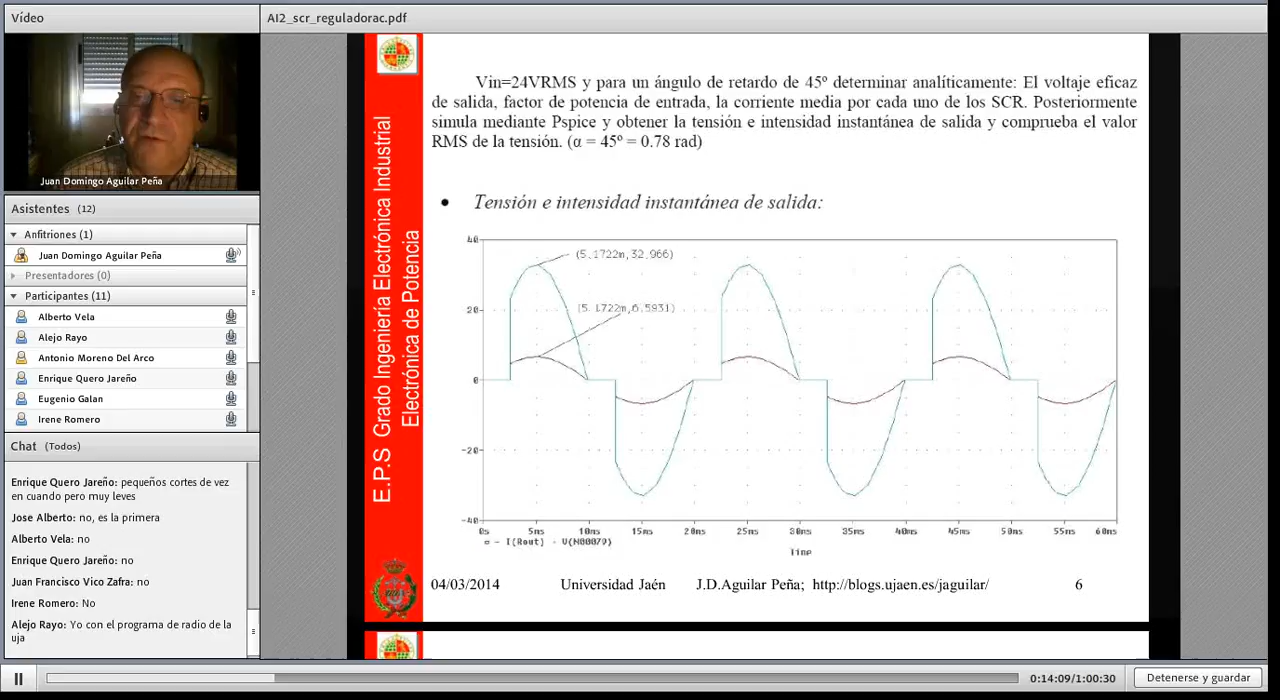 Vídeo
AI2_scr_reguladorac.pdf
Juan Domingo Aguilar Peña
Asistentes (12)
Anfitriones (1)
Juan Domingo Aguilar Peña
Presentadores (0)
Participantes (11)
Alberto Vela
Alejo Rayo
Antonio Moreno Del Arco
Enrique Quero Jareño
Eugenio Galan
Irene Romero
Chat (Todos)
Enrique Quero Jareño: pequeños cortes de vez
en cuando pero muy leves
Jose Alberto: no, es la primera
Alberto Vela: no
Enrique Quero Jareño: no
Juan Francisco Vico Zafra: no
Irene Romero: No
Alejo Rayo: Yo con el programa de radio de la
uja
E.P.S Grado Ingeniería Electrónica Industrial
Electrónica de Potencia
Vin=24VRMS y para un ángulo de retardo de 45º determinar analíticamente: El voltaje eficaz
de salida, factor de potencia de entrada, la corriente media por cada uno de los SCR. Posteriormente
simula mediante Pspice y obtener la tensión e intensidad instantánea de salida y comprueba el valor
RMS de la tensión. (α = 45º = 0.78 rad)
• Tensión e intensidad instantánea de salida:
40
(5.1722m,32.966)
(5.1722m,6.5931)
20
0
-20
-40
0s 5ms 10ms 15ms 20ms 25ms 30ms 35ms 40ms 45ms 50ms 55ms 60ms
I(Rout) V(N00079)
Time
04/03/2014 Universidad Jaén J.D.Aguilar Peña; http://blogs.ujaen.es/jaguilar/ 6
0:14:09/1:00:30
Detenerse y guardar